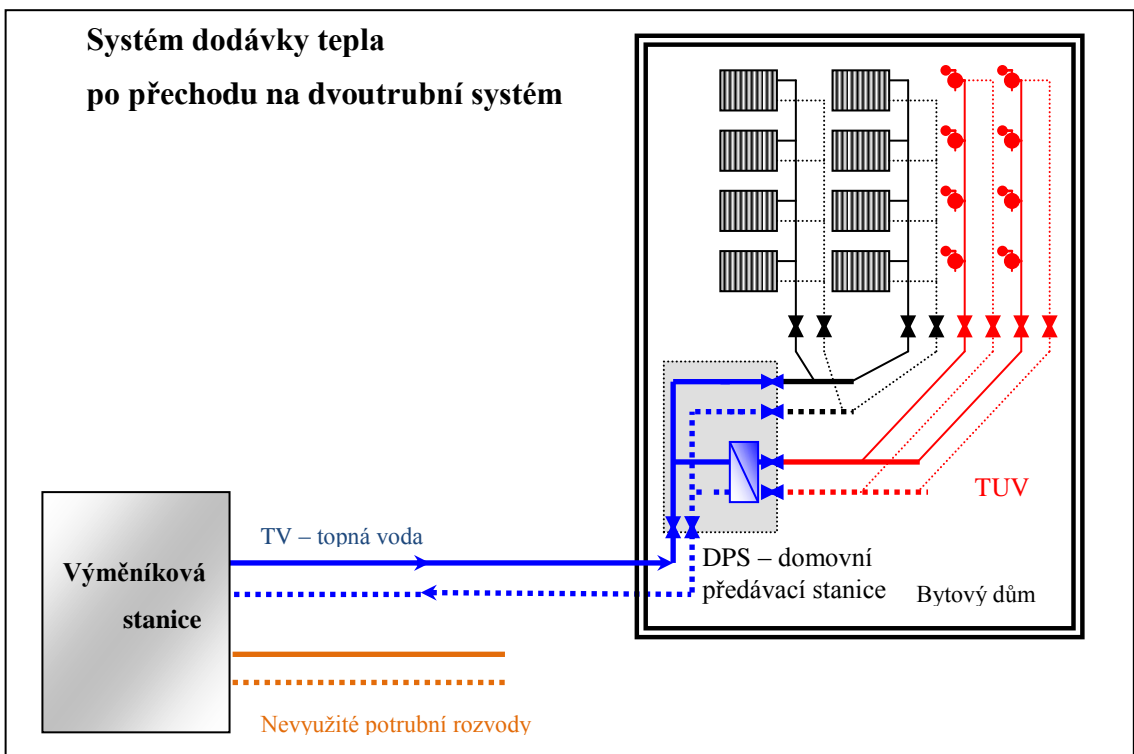 Systém dodávky tepla
po přechodu na dvoutrubní systém
TUV
TV – topná voda
DPS – domovní
předávací stanice
Bytový dům
Výměníková
stanice
Nevyužité potrubní rozvody